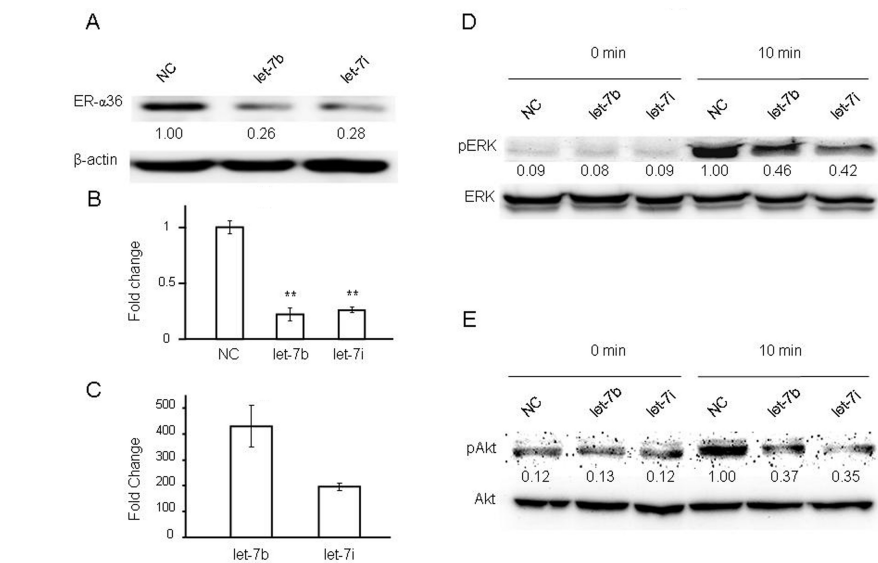 A
NC let-7b let-7i
ER-α36
1.00 0.26 0.28
β-actin
B
Fold change
1
0.5
0
** **
NC let-7b let-7i
C
Fold Change
500
400
300
200
100
0
let-7b let-7i
D
0 min 10 min
NC let-7b let-7i NC let-7b let-7i
pERK
0.09 0.08 0.09 1.00 0.46 0.42
ERK
E
0 min 10 min
NC let-7b let-7i NC let-7b let-7i
pAkt
0.12 0.13 0.12 1.00 0.37 0.35
Akt